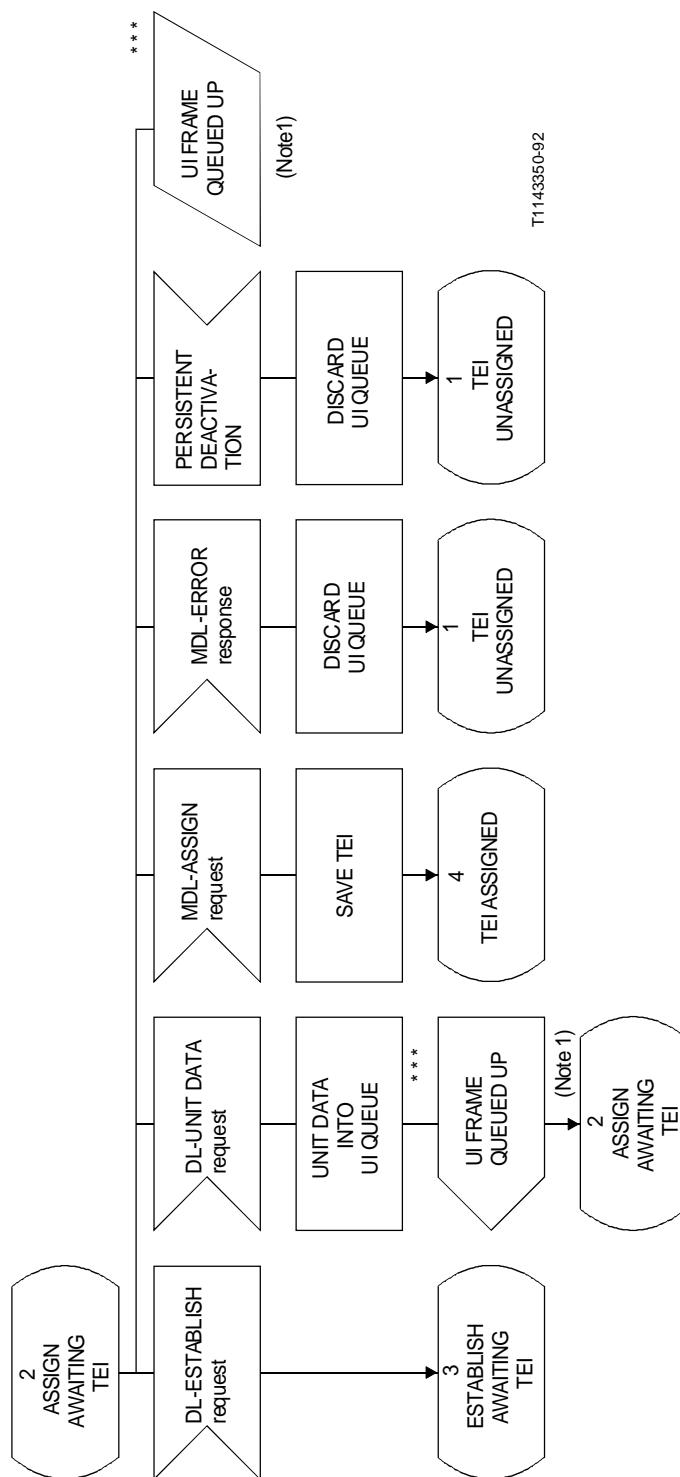 2
ASSIGN
AWAITING
TEI
DL-ESTABLISH
request
3
ESTABLISH
AWAITING
TEI
DL-UNIT DATA
request
UNIT DATA
INTO
UI QUEUE
* * *
UI FRAME
QUEUED UP
(Note 1)
2
ASSIGN
AWAITING
TEI
MDL-ASSIGN
request
SAVE TEI
4
TEI ASSIGNED
MDL-ERROR
response
DISCARD
UI QUEUE
1
TEI
UNASSIGNED
PERSISTENT
DEACTIVA-
TION
DISCARD
UI QUEUE
1
TEI
UNASSIGNED
* * *
UI FRAME
QUEUED UP
(Note1)
T1143350-92